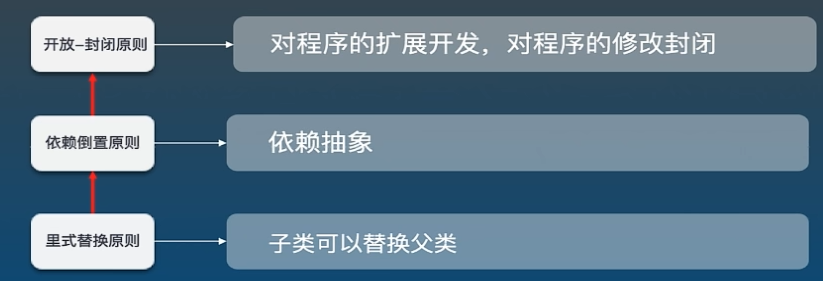 开放-封闭原则
对程序的扩展开发，对程序的修改封闭
依赖倒置原则
依赖抽象
里式替换原则
子类可以替换父类